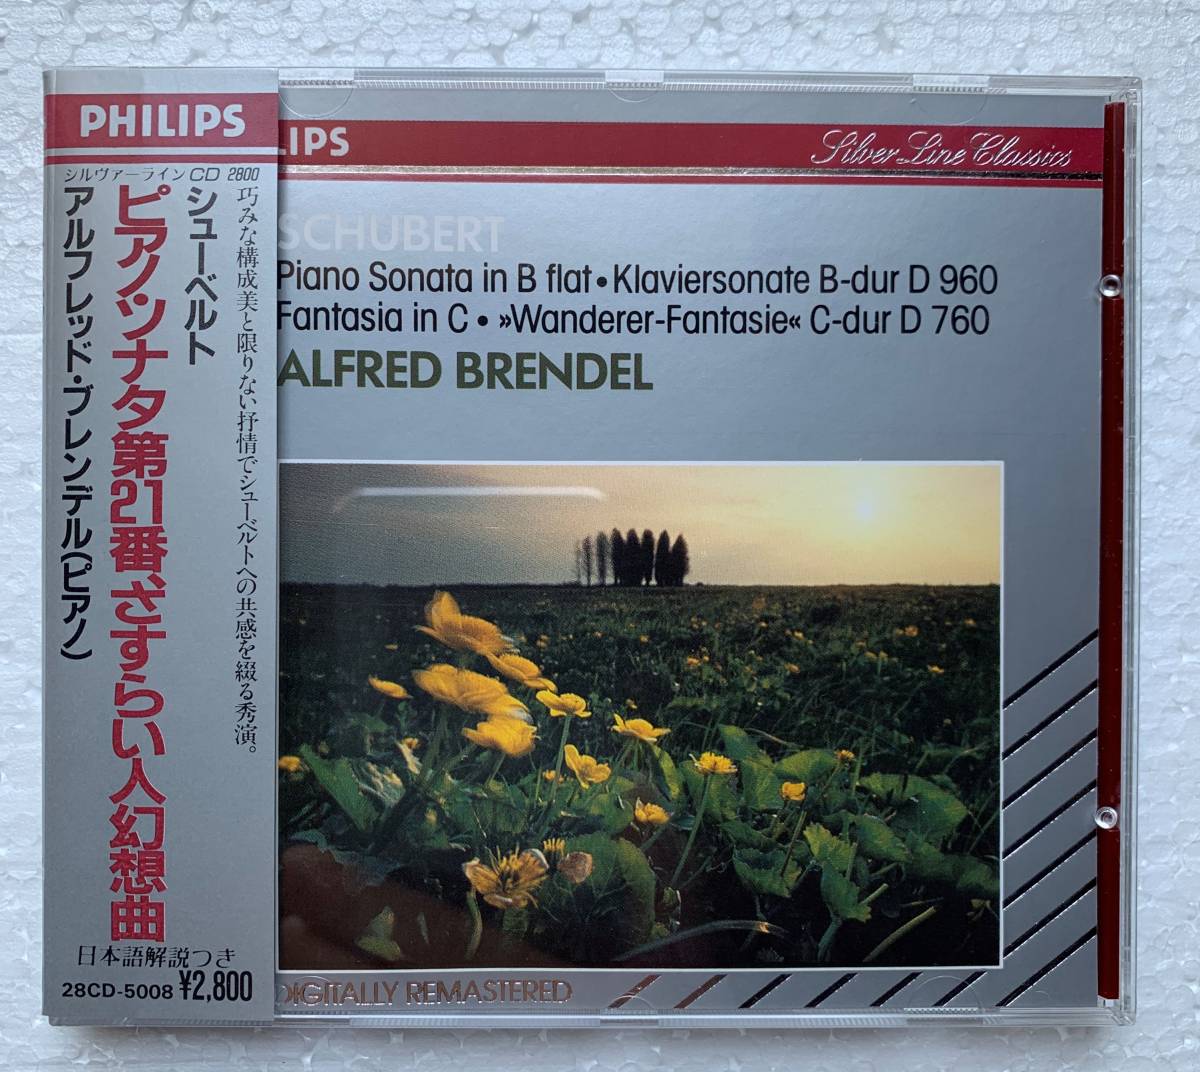 PHILIPS
シルヴァーラインCD 2800
巧みな構成美と限りない抒情でシューベルトへの共感を綴る秀演。
シューベルト
ピアノ・ソナタ第21番、さすらい人幻想曲
アルフレッド・ブレンデル(ピアノ)
日本語解説つき
28CD-5008 ¥2,800
LIPS
Silver Line Classics
SCHUBERT
Piano Sonata in B flat • Klaviersonate B-dur D 960
Fantasia in C • »Wanderer-Fantasie« C-dur D 760
ALFRED BRENDEL
DIGITALLY REMASTERED